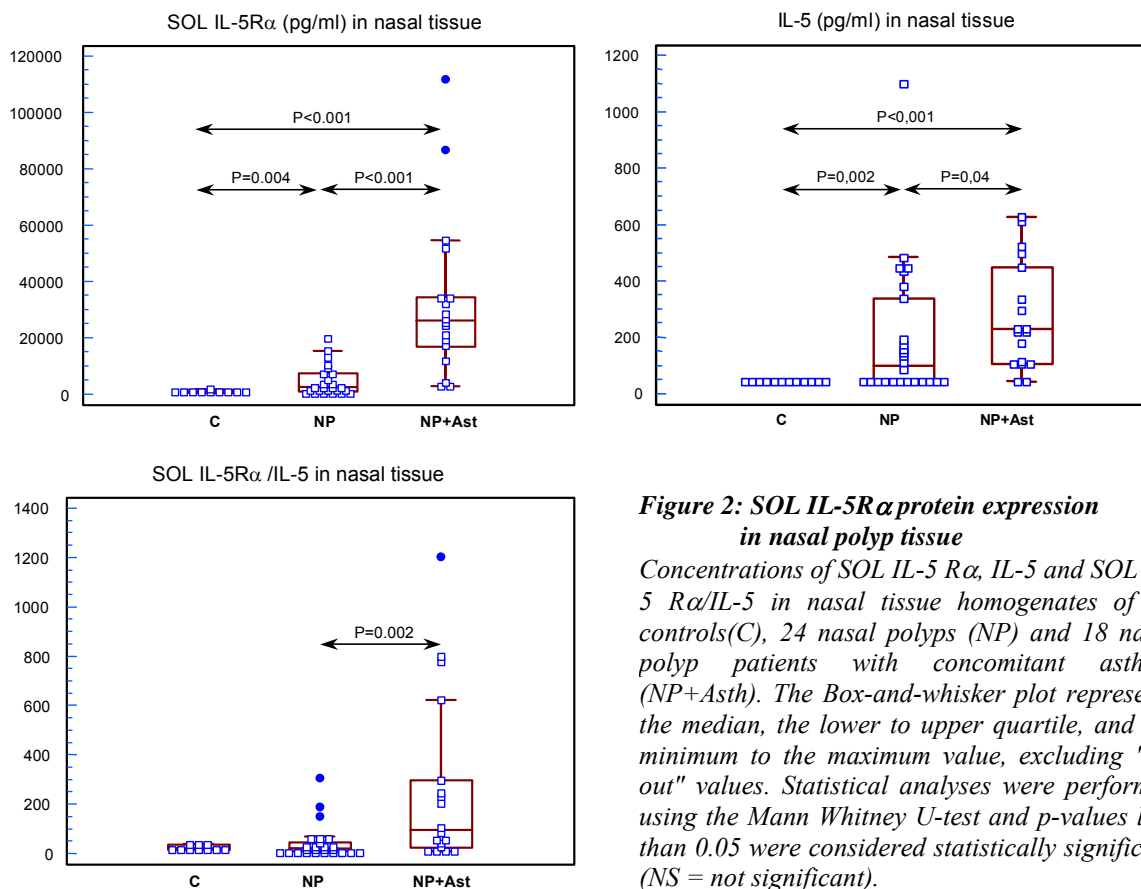 SOL IL-5Rα (pg/ml) in nasal tissue
120000
100000
80000
60000
40000
20000
0
P<0.001
P=0.004
P<0.001
C
NP
NP+Ast
IL-5 (pg/ml) in nasal tissue
1200
1000
800
600
400
200
0
P<0,001
P=0,002
P=0,04
C
NP
NP+Ast
SOL IL-5Rα /IL-5 in nasal tissue
1400
1200
1000
800
600
400
200
0
P=0.002
C
NP
NP+Ast
Figure 2: SOL IL-5Rα protein expression
in nasal polyp tissue
Concentrations of SOL IL-5 Rα, IL-5 and SOL
5 Rα/IL-5 in nasal tissue homogenates of
controls(C), 24 nasal polyps (NP) and 18 na
polyp patients with concomitant asth
(NP+Asth). The Box-and-whisker plot represe
the median, the lower to upper quartile, and
minimum to the maximum value, excluding "
out" values. Statistical analyses were perform
using the Mann Whitney U-test and p-values l
than 0.05 were considered statistically signific
(NS = not significant).